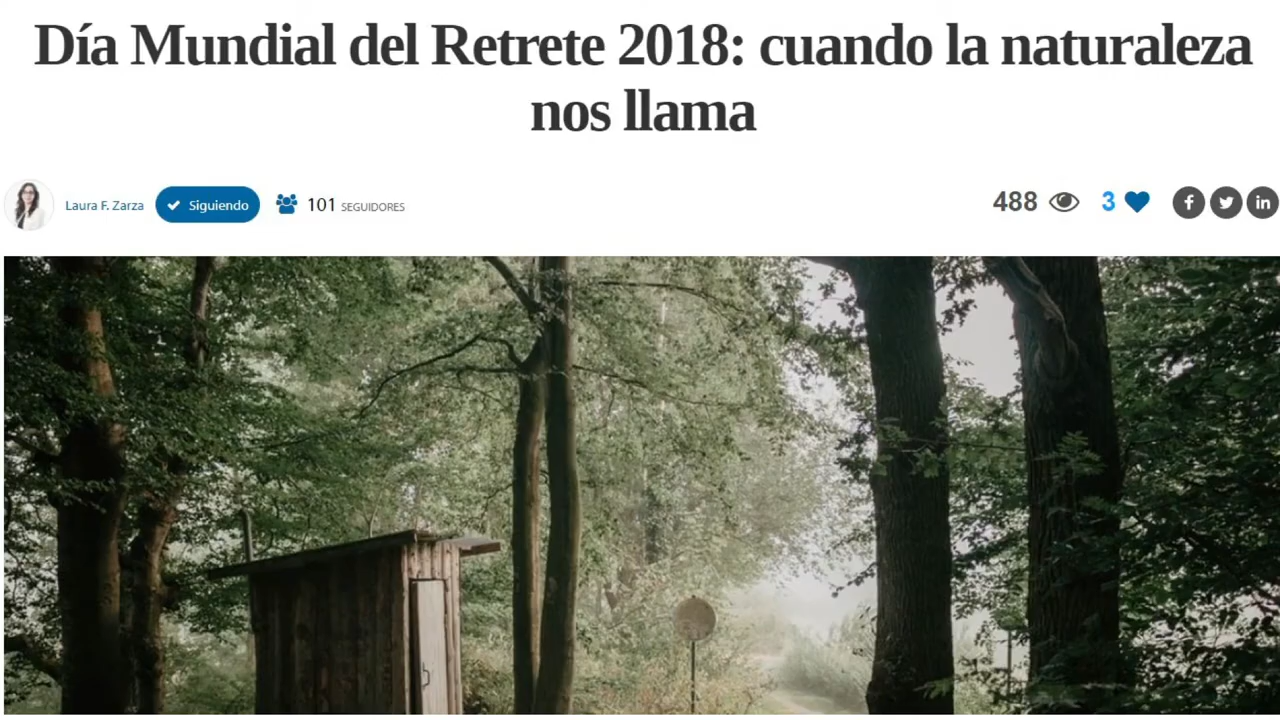 Día Mundial del Retrete 2018: cuando la naturaleza
nos llama
Laura F. Zarza Siguiendo 101 SEGUIDORES 488 3